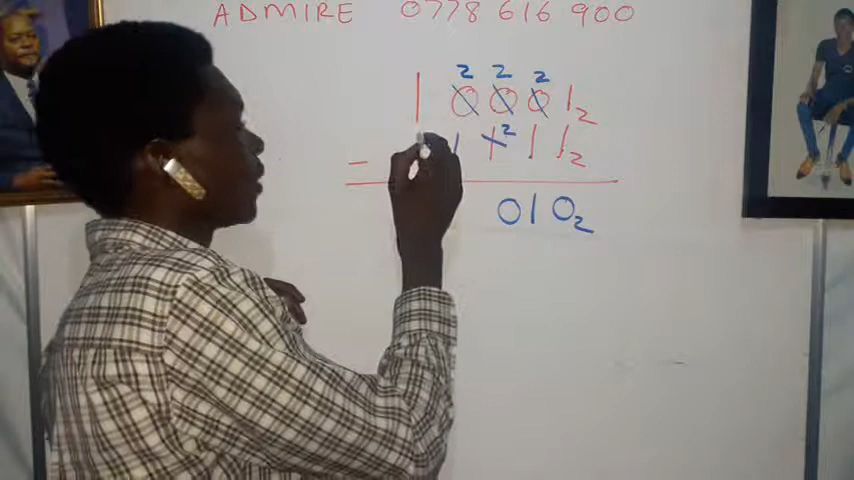 ADMIRE 0778 616 900
2 2 2
1 0 0 0 1₂
2
- 1 1 1 1₂
0 1 0₂